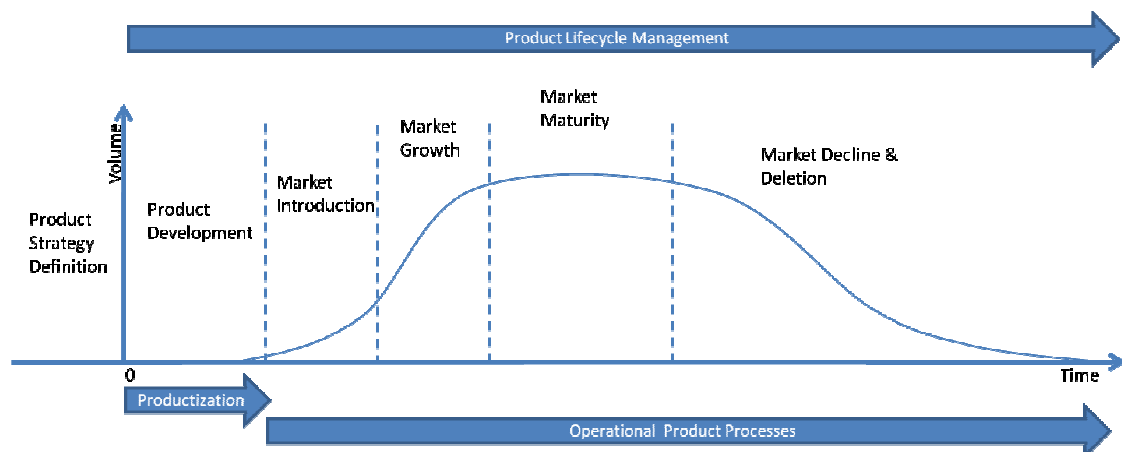 Product Lifecycle Management
Market
Maturity
Market
Growth
Market Decline &
Deletion
Volume
Market
Introduction
Product
Development
Product
Strategy
Definition
0
Time
Productization
Operational Product Processes